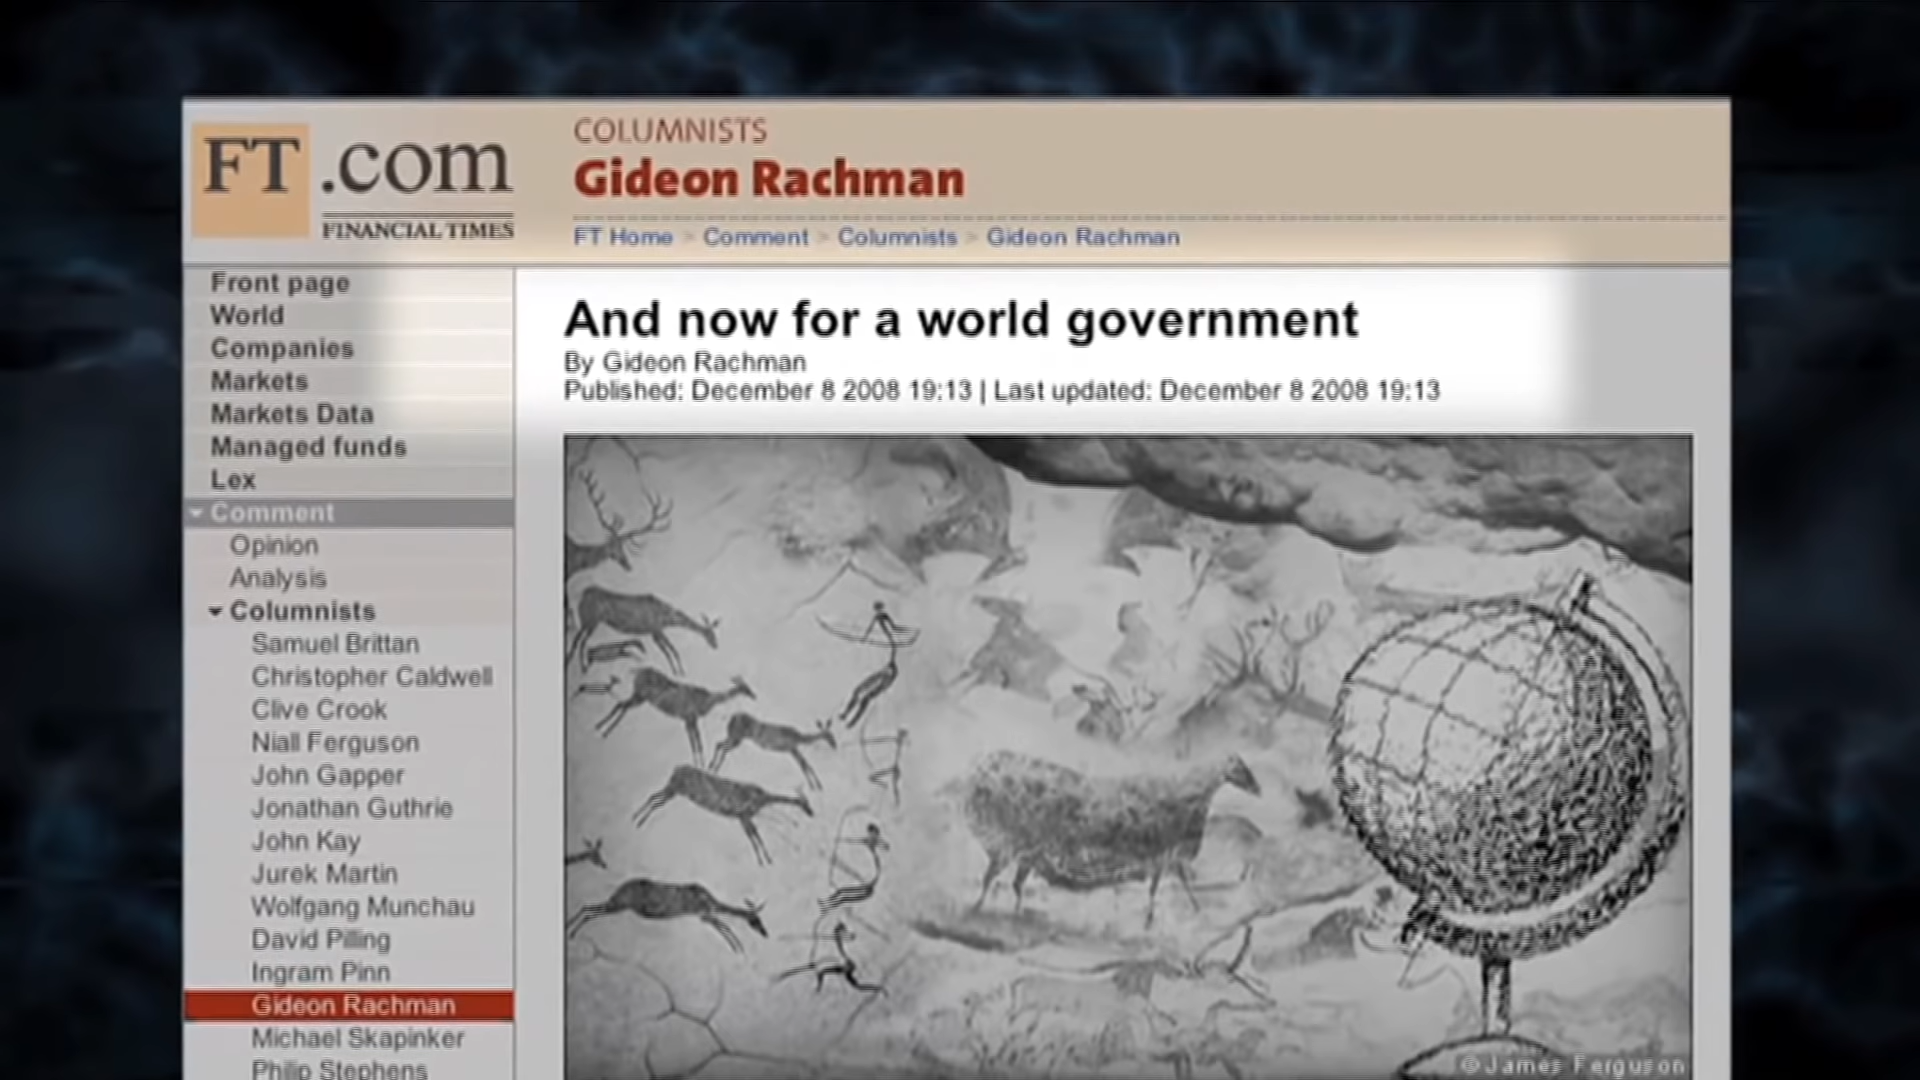 FT.com
FINANCIAL TIMES
COLUMNISTS
Gideon Rachman
FT Home > Comment > Columnists > Gideon Rachman
Front page
World
Companies
Markets
Markets Data
Managed funds
Lex
Comment
Opinion
Analysis
Columnists
Samuel Brittan
Christopher Caldwell
Clive Crook
Niall Ferguson
John Gapper
Jonathan Guthrie
John Kay
Jurek Martin
Wolfgang Munchau
David Pilling
Ingram Pinn
Gideon Rachman
Michael Skapinker
Philip Stephens
And now for a world government
By Gideon Rachman
Published: December 8 2008 19:13 | Last updated: December 8 2008 19:13
©James Ferguson